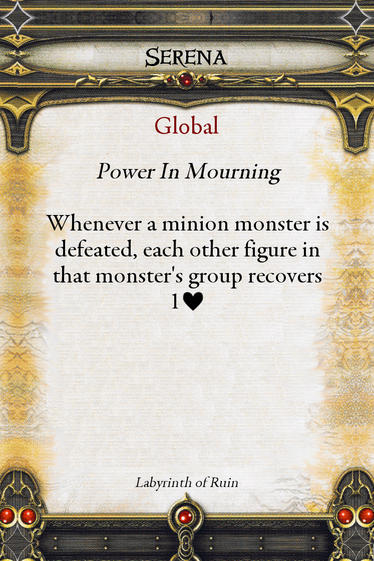 SERENA
Global
Power In Mourning
Whenever a minion monster is
defeated, each other figure in
that monster's group recovers
1♥
Labyrinth of Ruin